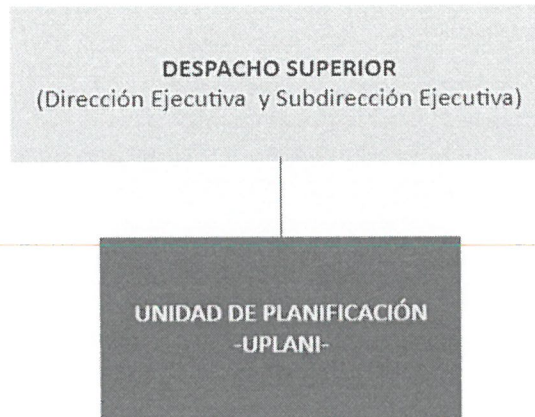 DESPACHO SUPERIOR
(Dirección Ejecutiva y Subdirección Ejecutiva)
UNIDAD DE PLANIFICACIÓN
-UPLANI-